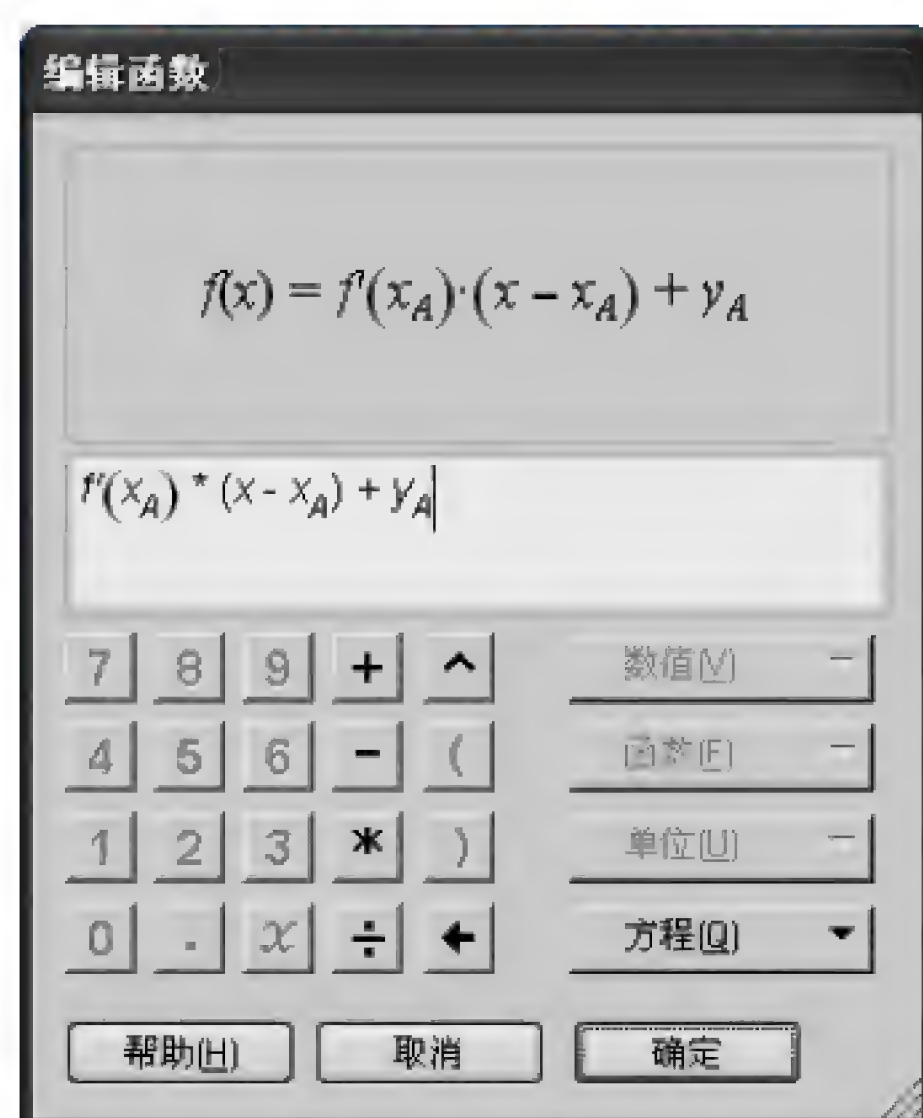 编辑函数
f(x) = f'(x_A)·(x – x_A) + y_A
f'(x_A) * (x - x_A) + y_A
7 8 9 + ^ 数值(V)
4 5 6 - ( 函数(F)
1 2 3 * ) 单位(U)
0 . x ÷ ← 方程(Q)
帮助(H) 取消 确定